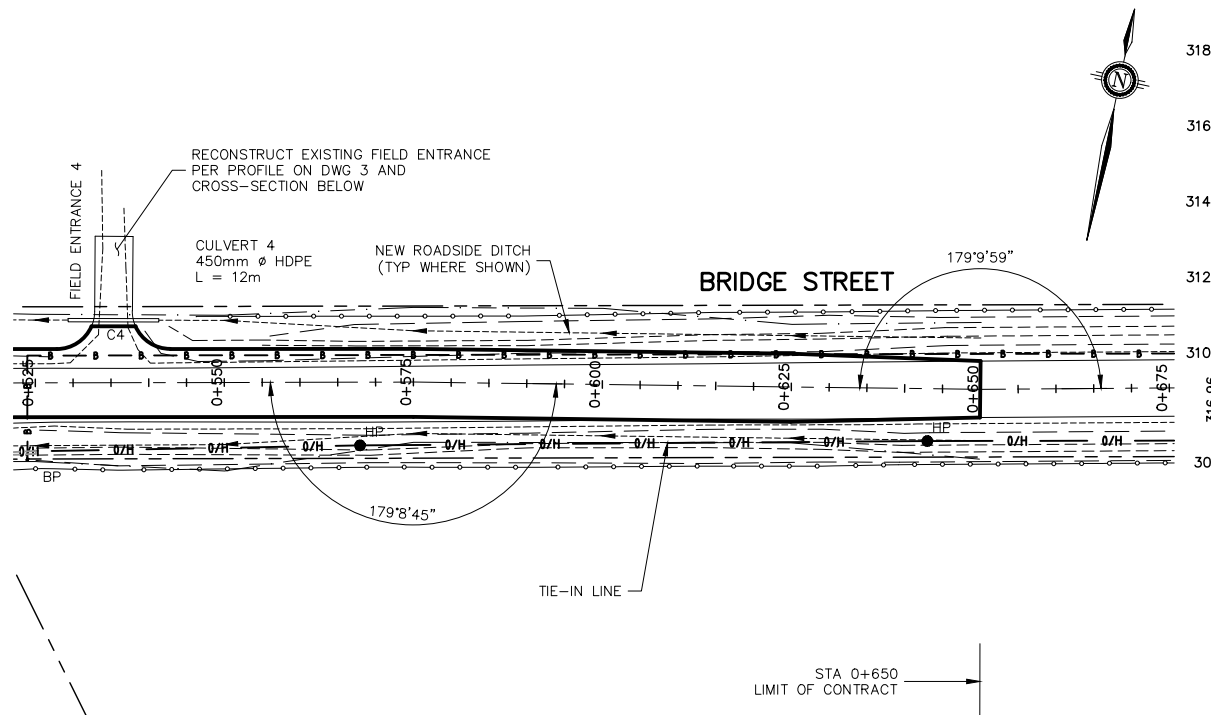 318
N
316
RECONSTRUCT EXISTING FIELD ENTRANCE
PER PROFILE ON DWG 3 AND
CROSS-SECTION BELOW
FIELD ENTRANCE 4
314
CULVERT 4
450mm ø HDPE
L = 12m
NEW ROADSIDE DITCH
(TYP WHERE SHOWN)
BRIDGE STREET
179°9'59"
312
C4
310
B B B B B B B B B B B B B B B B B B B B B B B B B
0+525
0+550
0+575
0+600
0+625
0+650
0+675
316.96
B
HP
HP
O/H O/H O/H O/H O/H O/H O/H O/H O/H O/H O/H
30
BP
179°8'45"
TIE-IN LINE
STA 0+650
LIMIT OF CONTRACT